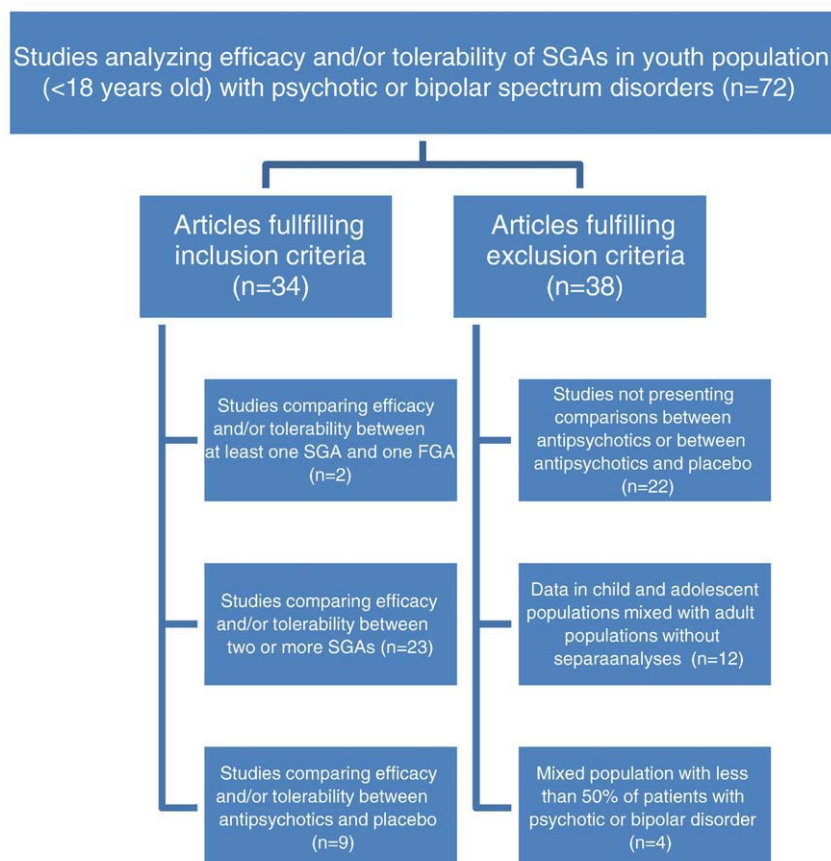 Studies analyzing efficacy and/or tolerability of SGAs in youth population
(<18 years old) with psychotic or bipolar spectrum disorders (n=72)
Articles fullfilling
inclusion criteria
(n=34)
Articles fulfilling
exclusion criteria
(n=38)
Studies comparing efficacy
and/or tolerability between
at least one SGA and one FGA
(n=2)
Studies not presenting
comparisons between
antipsychotics or between
antipsychotics and placebo
(n=22)
Studies comparing efficacy
and/or tolerability between
two or more SGAs (n=23)
Data in child and adolescent
populations mixed with adult
populations without
separaanalyses (n=12)
Studies comparing efficacy
and/or tolerability between
antipsychotics and placebo
(n=9)
Mixed population with less
than 50% of patients with
psychotic or bipolar disorder
(n=4)